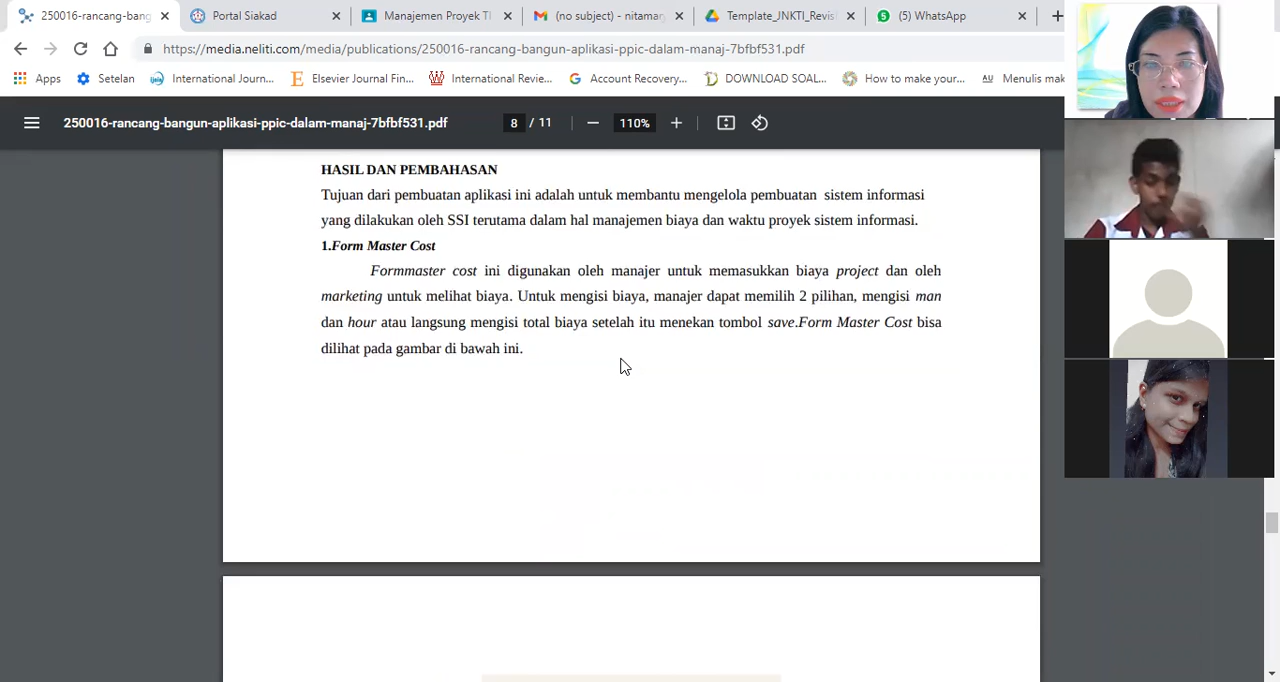 250016-rancang-bang
Portal Siakad
Manajemen Proyek TI
(no subject) - nitamar
Template_JNKTI_Revisi
(5) WhatsApp
https://media.neliti.com/media/publications/250016-rancang-bangun-aplikasi-ppic-dalam-manaj-7bfbf531.pdf
Apps
Setelan
International Journ...
Elsevier Journal Fin...
International Revie...
Account Recovery...
DOWNLOAD SOAL...
How to make your...
Menulis mak
250016-rancang-bangun-aplikasi-ppic-dalam-manaj-7bfbf531.pdf
8 / 11
110%
HASIL DAN PEMBAHASAN
Tujuan dari pembuatan aplikasi ini adalah untuk membantu mengelola pembuatan sistem informasi
yang dilakukan oleh SSI terutama dalam hal manajemen biaya dan waktu proyek sistem informasi.
1.Form Master Cost
Formmaster cost ini digunakan oleh manajer untuk memasukkan biaya project dan oleh
marketing untuk melihat biaya. Untuk mengisi biaya, manajer dapat memilih 2 pilihan, mengisi man
dan hour atau langsung mengisi total biaya setelah itu menekan tombol save.Form Master Cost bisa
dilihat pada gambar di bawah ini.